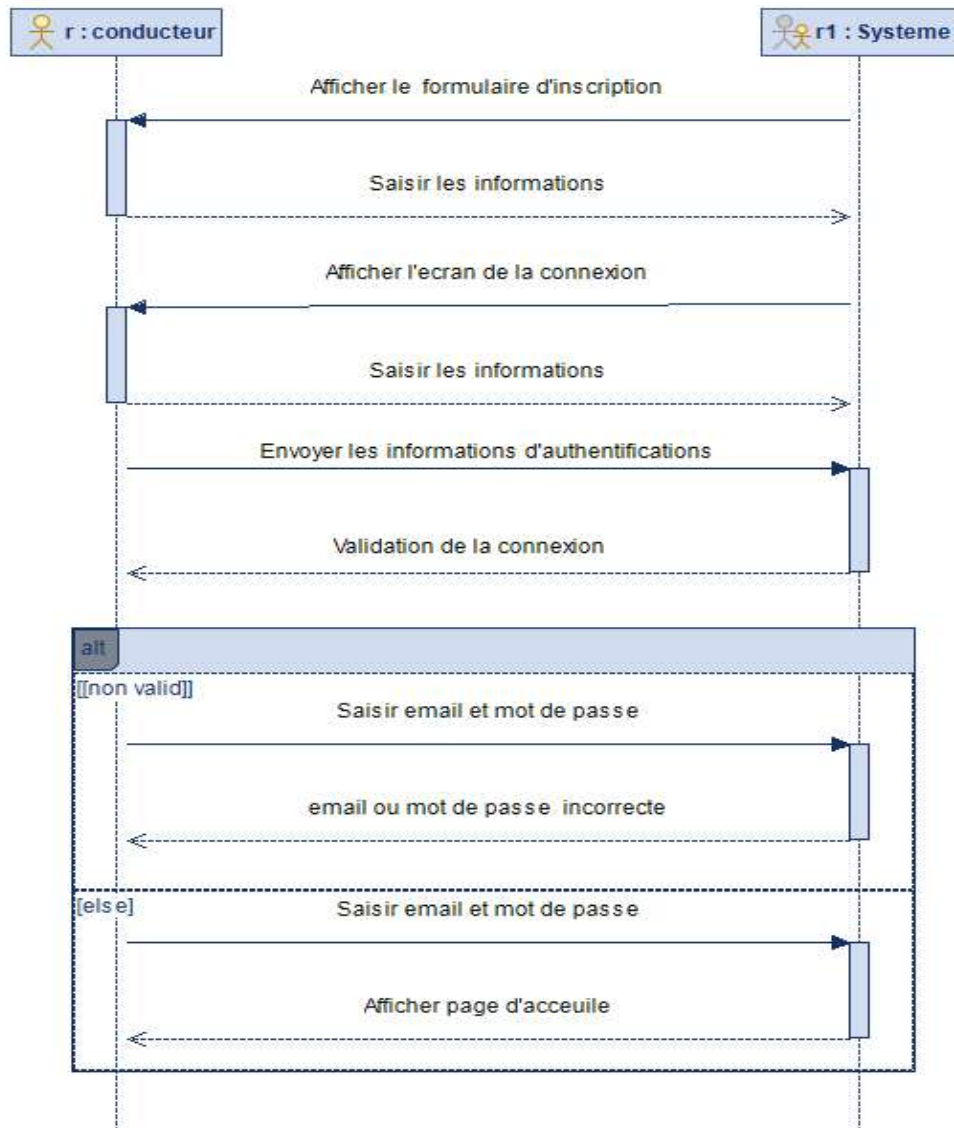 r : conducteur
r1 : Systeme
Afficher le formulaire d'inscription
Saisir les informations
Afficher l'ecran de la connexion
Saisir les informations
Envoyer les informations d'authentifications
Validation de la connexion
alt
[[non valid]]
Saisir email et mot de passe
email ou mot de passe incorrecte
[else]
Saisir email et mot de passe
Afficher page d'acceuile